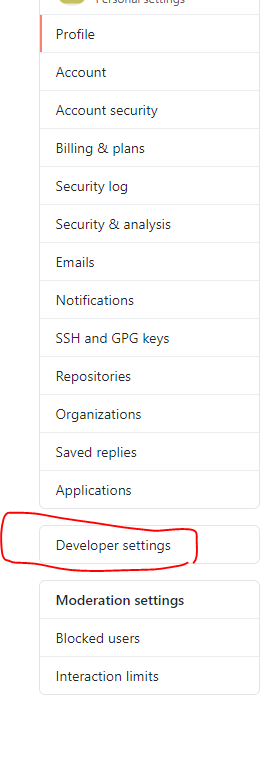 Personal settings
Profile
Account
Account security
Billing & plans
Security log
Security & analysis
Emails
Notifications
SSH and GPG keys
Repositories
Organizations
Saved replies
Applications
Developer settings
Moderation settings
Blocked users
Interaction limits